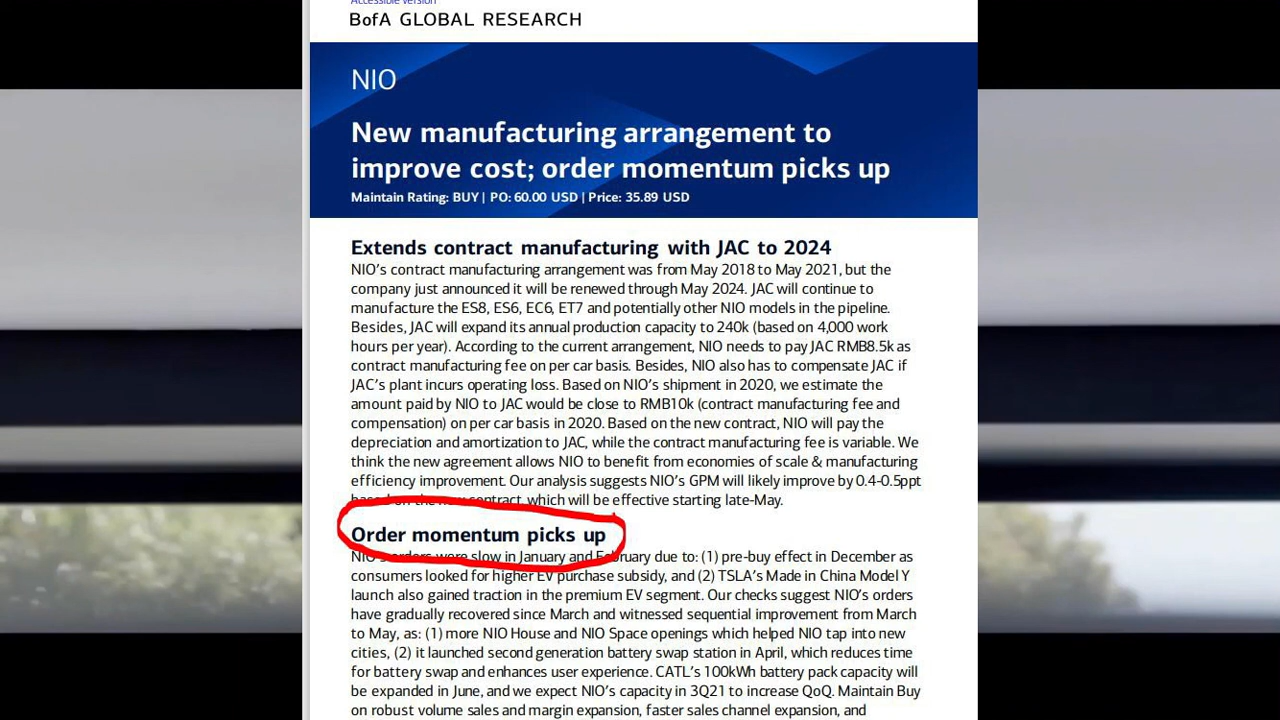 Accessible version
BofA GLOBAL RESEARCH
NIO
New manufacturing arrangement to
improve cost; order momentum picks up
Maintain Rating: BUY | PO: 60.00 USD | Price: 35.89 USD
Extends contract manufacturing with JAC to 2024
NIO's contract manufacturing arrangement was from May 2018 to May 2021, but the
company just announced it will be renewed through May 2024. JAC will continue to
manufacture the ES8, ES6, EC6, ET7 and potentially other NIO models in the pipeline.
Besides, JAC will expand its annual production capacity to 240k (based on 4,000 work
hours per year). According to the current arrangement, NIO needs to pay JAC RMB8.5k as
contract manufacturing fee on per car basis. Besides, NIO also has to compensate JAC if
JAC's plant incurs operating loss. Based on NIO's shipment in 2020, we estimate the
amount paid by NIO to JAC would be close to RMB10k (contract manufacturing fee and
compensation) on per car basis in 2020. Based on the new contract, NIO will pay the
depreciation and amortization to JAC, while the contract manufacturing fee is variable. We
think the new agreement allows NIO to benefit from economies of scale & manufacturing
efficiency improvement. Our analysis suggests NIO's GPM will likely improve by 0.4-0.5ppt
based on the new contract, which will be effective starting late-May.
Order momentum picks up
NIO's orders were slow in January and February due to: (1) pre-buy effect in December as
consumers looked for higher EV purchase subsidy, and (2) TSLA's Made in China Model Y
launch also gained traction in the premium EV segment. Our checks suggest NIO's orders
have gradually recovered since March and witnessed sequential improvement from March
to May, as: (1) more NIO House and NIO Space openings which helped NIO tap into new
cities, (2) it launched second generation battery swap station in April, which reduces time
for battery swap and enhances user experience. CATL's 100kWh battery pack capacity will
be expanded in June, and we expect NIO's capacity in 3Q21 to increase QoQ. Maintain Buy
on robust volume sales and margin expansion, faster sales channel expansion, and